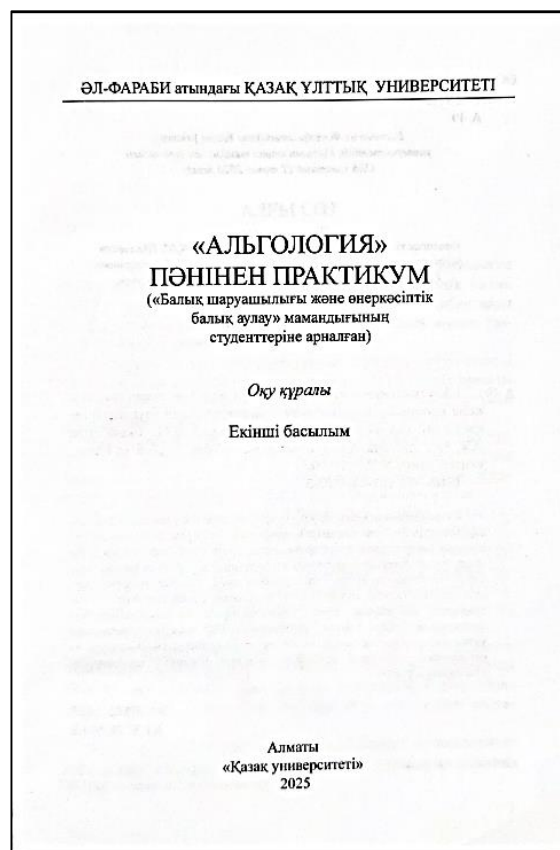 ӘЛ-ФАРАБИ атындағы ҚАЗАҚ ҰЛТТЫҚ УНИВЕРСИТЕТІ
«АЛЬГОЛОГИЯ»
ПӘНІНЕН ПРАКТИКУМ
(«Балық шаруашылығы және өнеркәсіптік
балық аулау» мамандығының
студенттеріне арналған)
Оқу құралы
Екінші басылым
Алматы
«Қазақ университеті»
2025